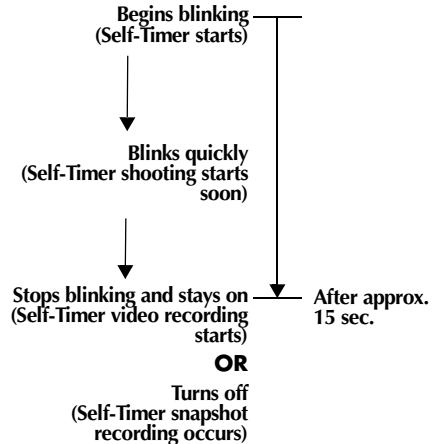 Begins blinking
(Self-Timer starts)
Blinks quickly
(Self-Timer shooting starts
soon)
Stops blinking and stays on
(Self-Timer video recording
starts)
After approx.
15 sec.
OR
Turns off
(Self-Timer snapshot
recording occurs)